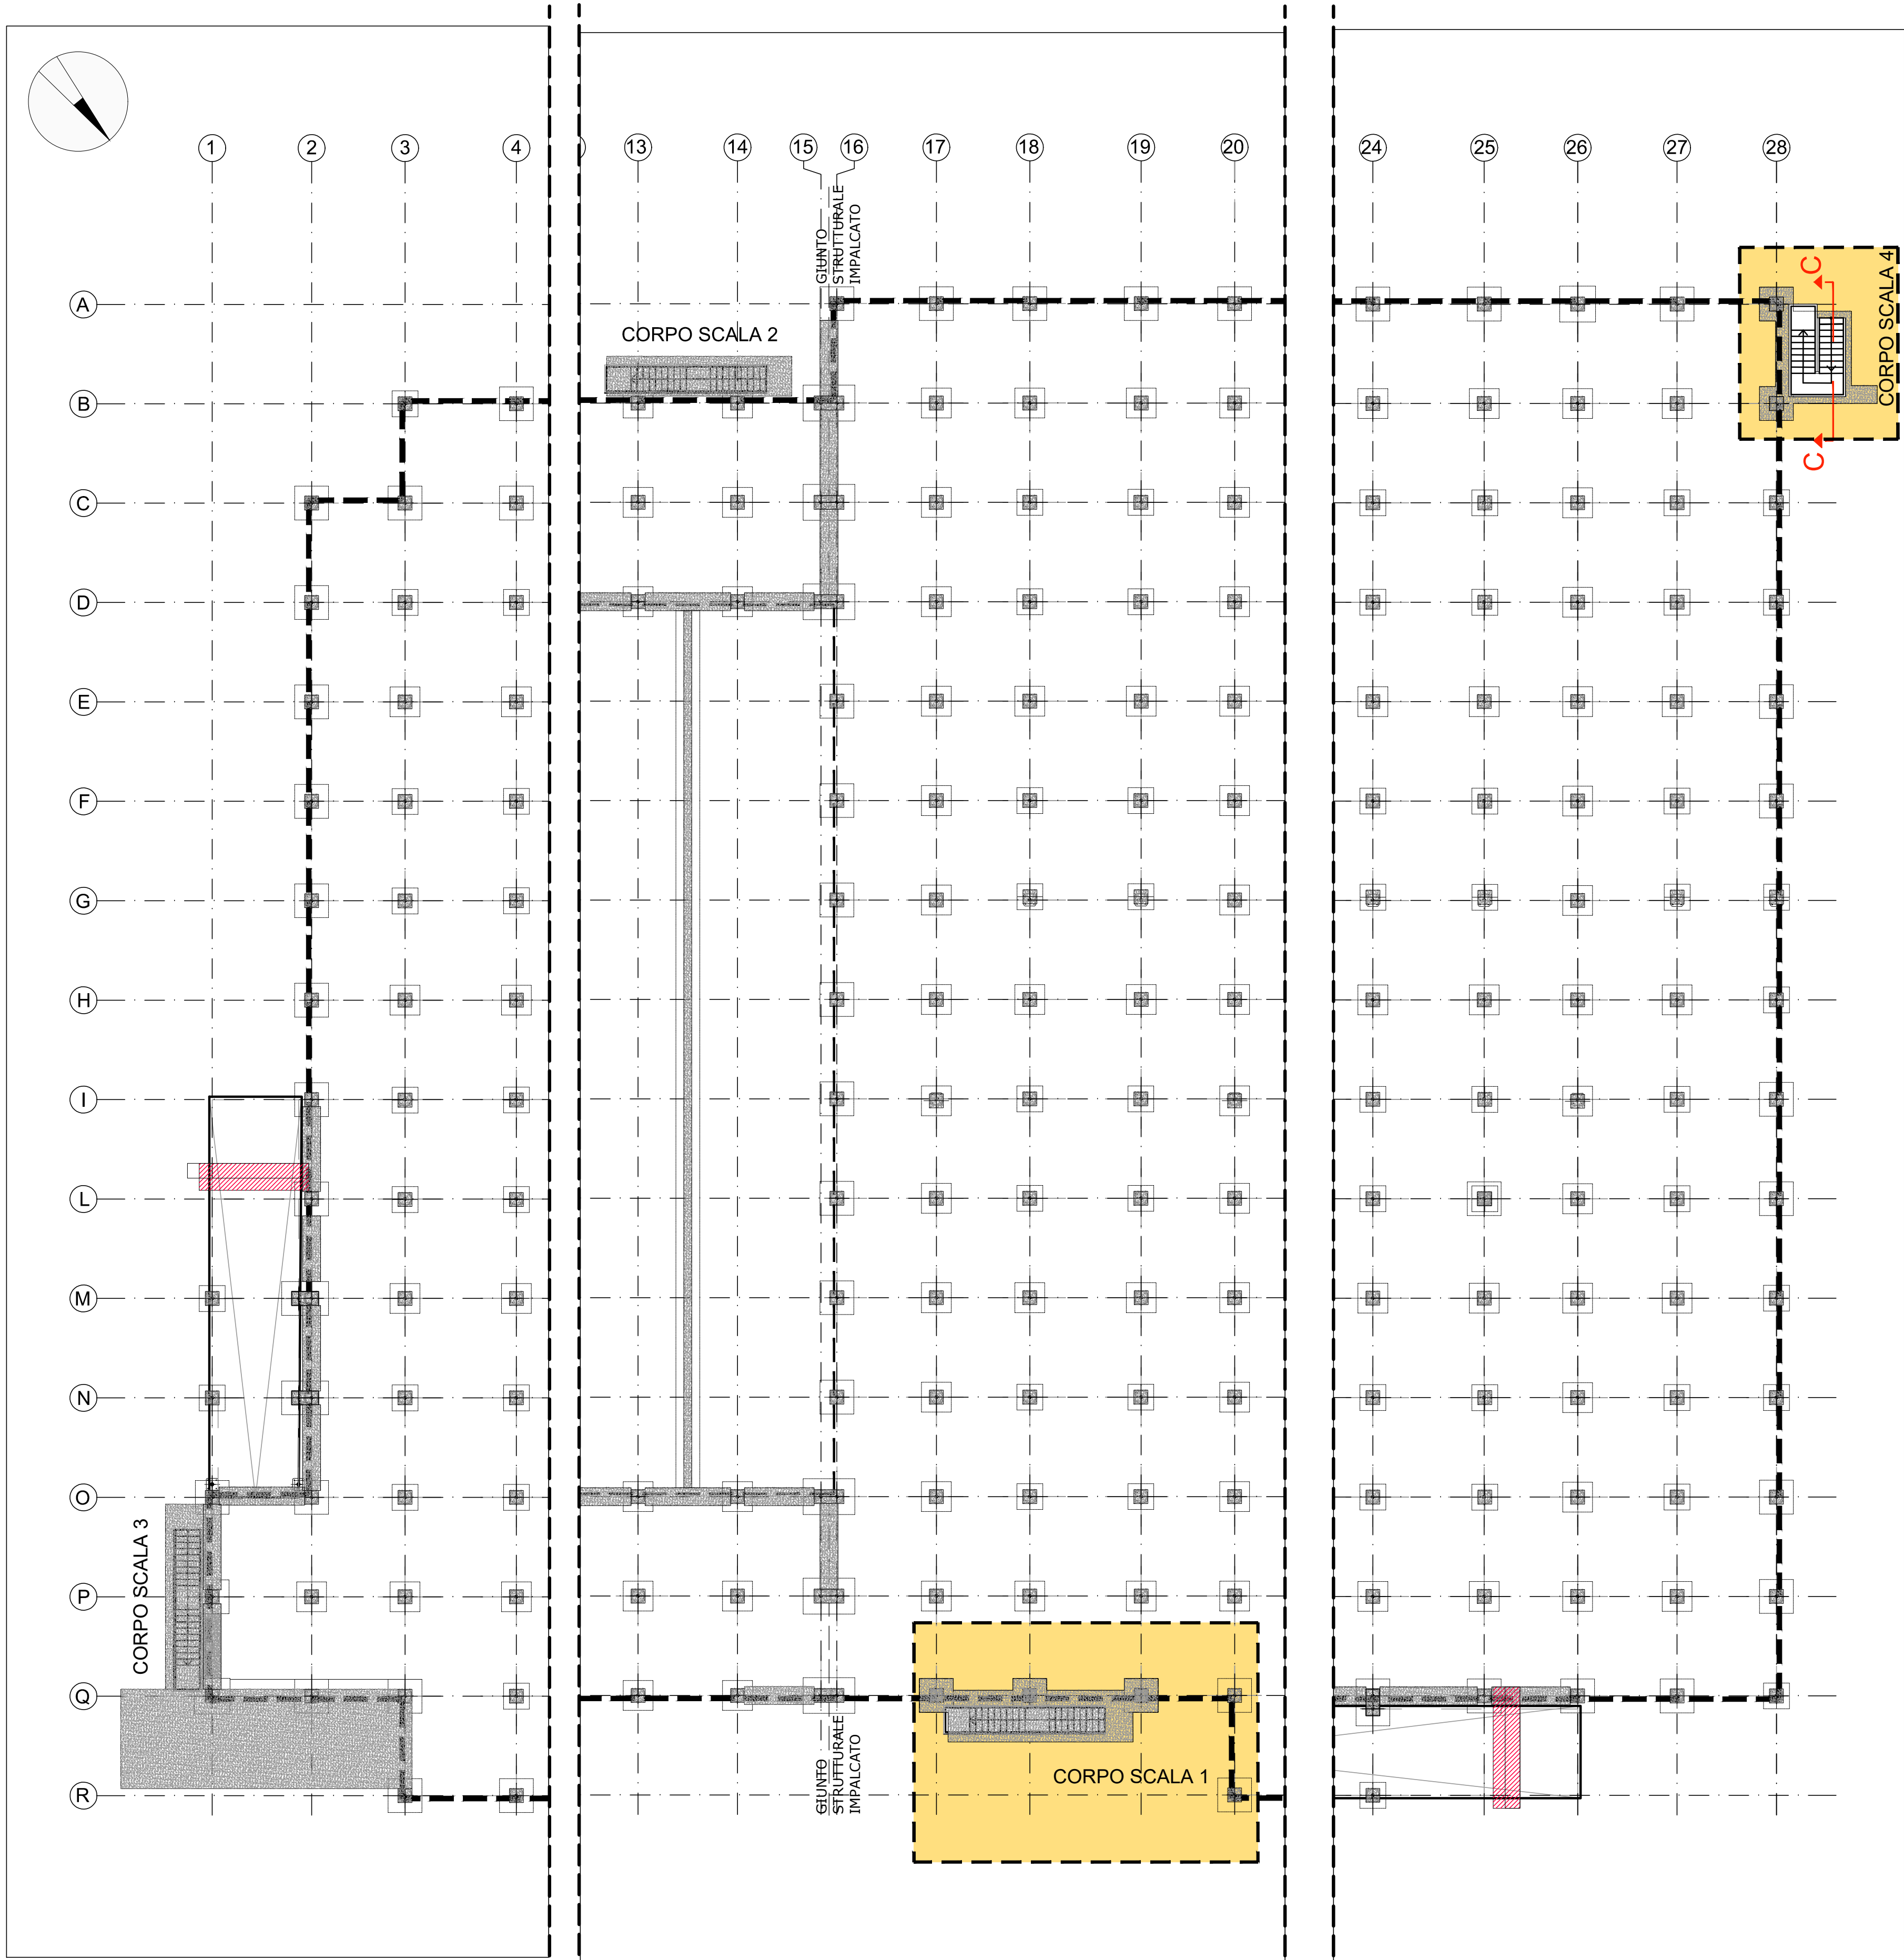 1 2 3 4 13 14 15 16 17 18 19 20 24 25 26 27 28
GIUNTO
STRUTTURALE
IMPALCATO
C
CORPO SCALA 4
A
CORPO SCALA 2
B
C
C
D
E
F
G
H
I
L
M
N
O
CORPO SCALA 3
P
Q
GIUNTO
STRUTTURALE
IMPALCATO
CORPO SCALA 1
R